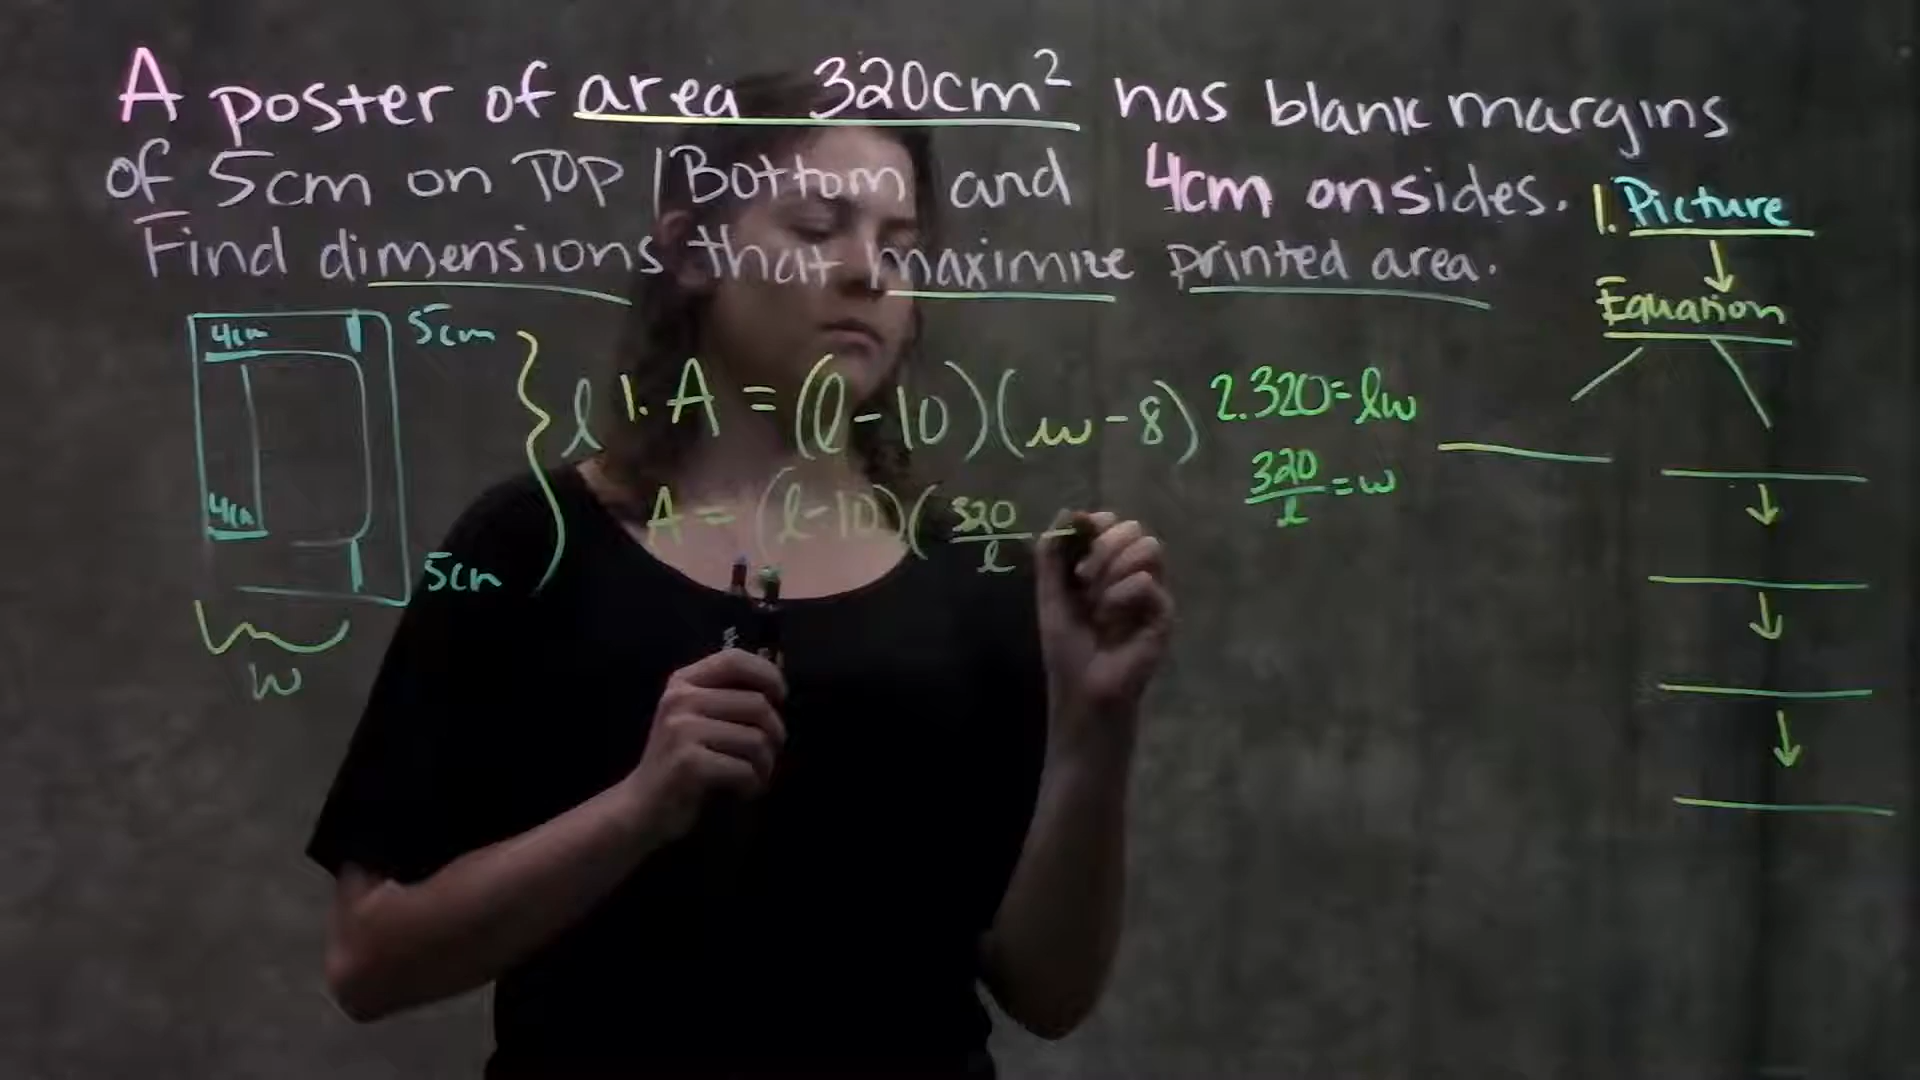 A poster of area 320cm² has blank margins
of 5cm on TOP/Bottom and 4cm on sides.
Find dimensions that maximize printed area.
1. Picture
Equation
4cm
5cm
4cm
5cm
l
w
1. A = (l-10)(w-8)
A = (l-10)(320/l -
2. 320=lw
320/l = w